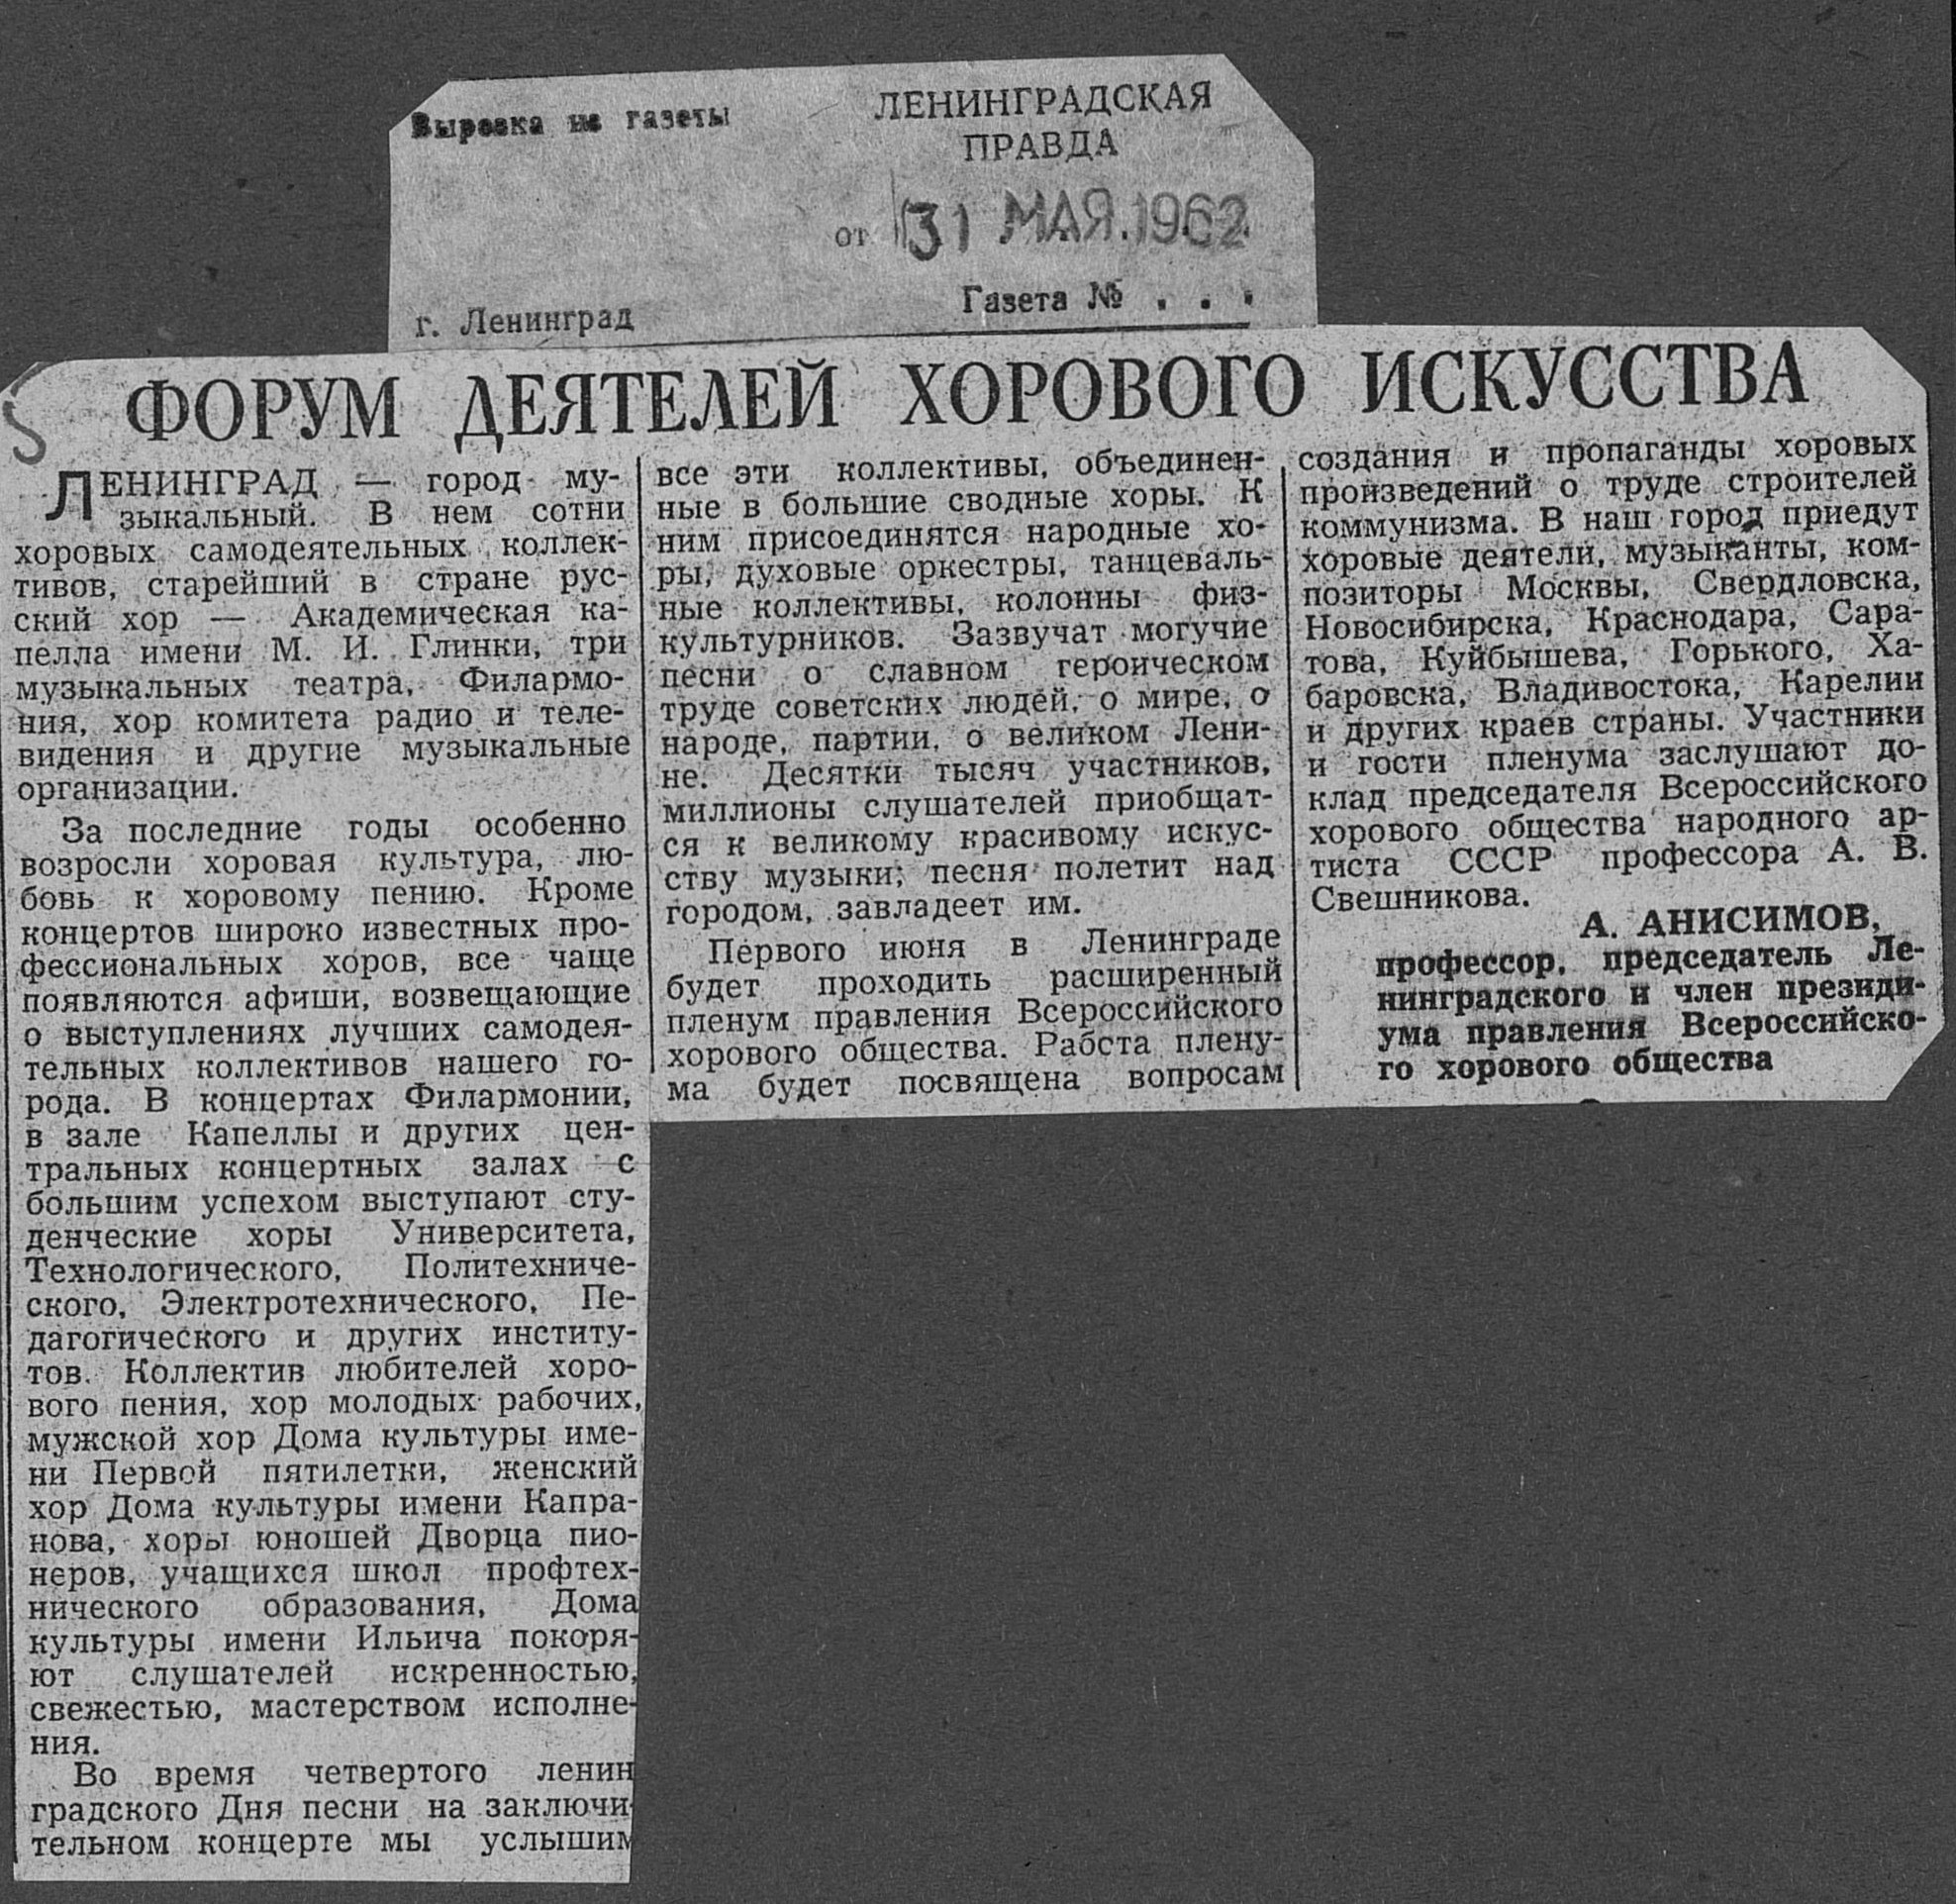 Вырезка из газеты
ЛЕНИНГРАДСКАЯ
ПРАВДА
от 31 МАЯ 1962
г. Ленинград
Газета № . . .
ФОРУМ ДЕЯТЕЛЕЙ ХОРОВОГО ИСКУССТВА
ЛЕНИНГРАД — город му-
зыкальный. В нем сотни
хоровых самодеятельных коллек-
тивов, старейший в стране рус-
ский хор — Академическая ка-
пелла имени М. И. Глинки, три
музыкальных театра, Филармо-
ния, хор комитета радио и теле-
видения и другие музыкальные
организации.
За последние годы особенно
возросли хоровая культура, лю-
бовь к хоровому пению. Кроме
концертов широко известных про-
фессиональных хоров, все чаще
появляются афиши, возвещающие
о выступлениях лучших самодея-
тельных коллективов нашего го-
рода. В концертах Филармонии,
в зале Капеллы и других цен-
тральных концертных залах с
большим успехом выступают сту-
денческие хоры Университета,
Технологического, Политехниче-
ского, Электротехнического, Пе-
дагогического и других институ-
тов. Коллектив любителей хоро-
вого пения, хор молодых рабочих,
мужской хор Дома культуры име-
ни Первой пятилетки, женский
хор Дома культуры имени Капра-
нова, хоры юношей Дворца пио-
неров, учащихся школ профтех-
нического образования, Дома
культуры имени Ильича покоря-
ют слушателей искренностью,
свежестью, мастерством исполне-
ния.
Во время четвертого ленин
градского Дня песни на заключи-
тельном концерте мы услышим
все эти коллективы, объединен-
ные в большие сводные хоры. К
ним присоединятся народные хо-
ры, духовые оркестры, танцеваль-
ные коллективы, колонны физ-
культурников. Зазвучат могучие
песни о славном героическом
труде советских людей, о мире, о
народе, партии, о великом Лени-
не. Десятки тысяч участников,
миллионы слушателей приобщат-
ся к великому красивому искус-
ству музыки; песня полетит над
городом, завладеет им.
Первого июня в Ленинграде
будет проходить расширенный
пленум правления Всероссийского
хорового общества. Работа плену-
ма будет посвящена вопросам
создания и пропаганды хоровых
произведений о труде строителей
коммунизма. В наш город приедут
хоровые деятели, музыканты, ком-
позиторы Москвы, Свердловска,
Новосибирска, Краснодара, Сара-
това, Куйбышева, Горького, Ха-
баровска, Владивостока, Карелии
и других краев страны. Участники
и гости пленума заслушают до-
клад председателя Всероссийского
хорового общества народного ар-
тиста СССР профессора А. В.
Свешникова.
А. АНИСИМОВ,
профессор, председатель Ле-
нинградского и член президи-
ума правления Всероссийско-
го хорового общества